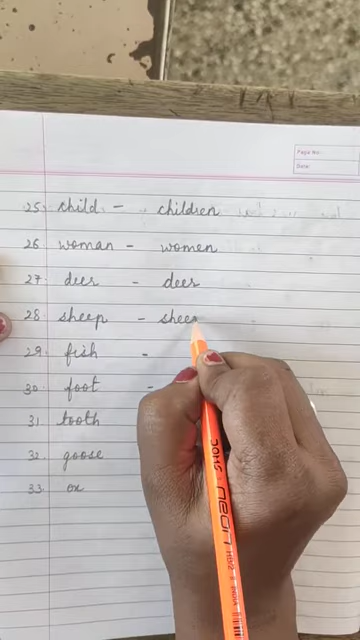 Page No.:
Date:
25. child - children
26. woman - women
27. deer - deer
28. sheep - shee
29. fish -
30. foot -
31. tooth
32. goose
33. ox
DOMS neon